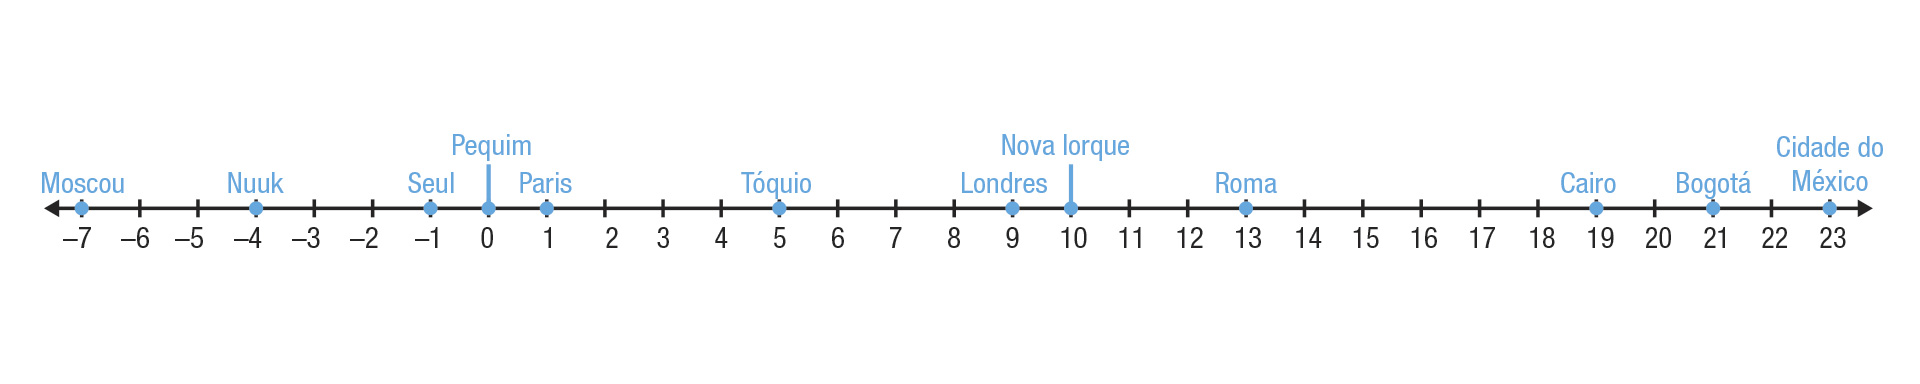 Pequim
Nova Iorque
Cidade do
México
Moscou
Nuuk
Seul
Paris
Tóquio
Londres
Roma
Cairo
Bogotá
–7 –6 –5 –4 –3 –2 –1 0 1 2 3 4 5 6 7 8 9 10 11 12 13 14 15 16 17 18 19 20 21 22 23